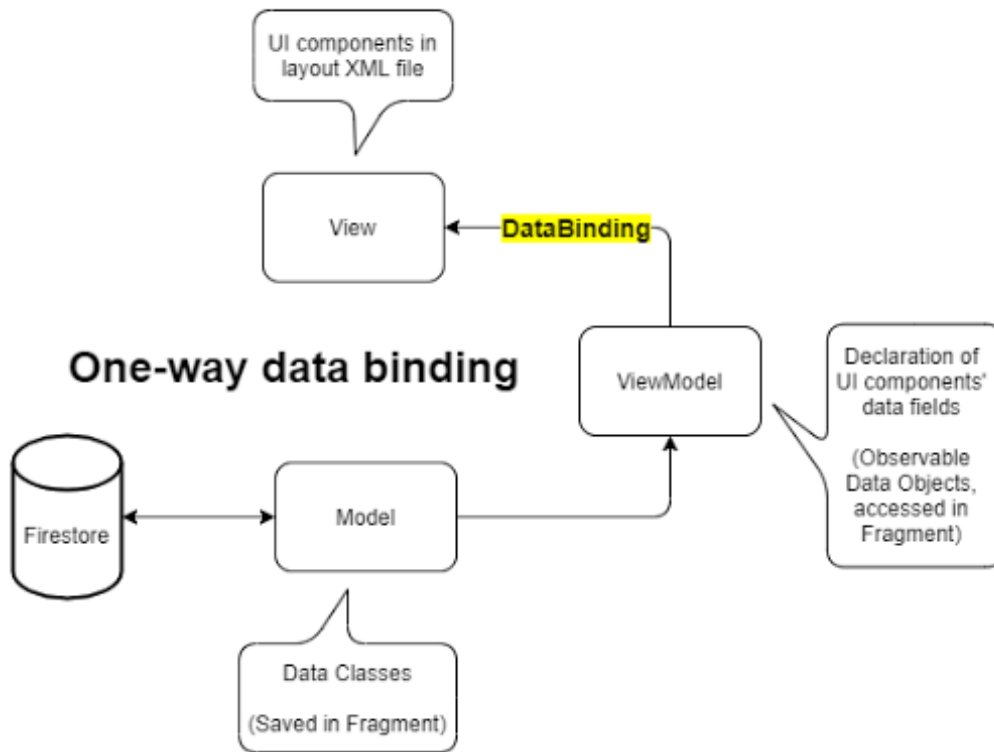 UI components in
layout XML file
View
DataBinding
One-way data binding
ViewModel
Declaration of
UI components'
data fields
(Observable
Data Objects,
accessed in
Fragment)
Firestore
Model
Data Classes
(Saved in Fragment)